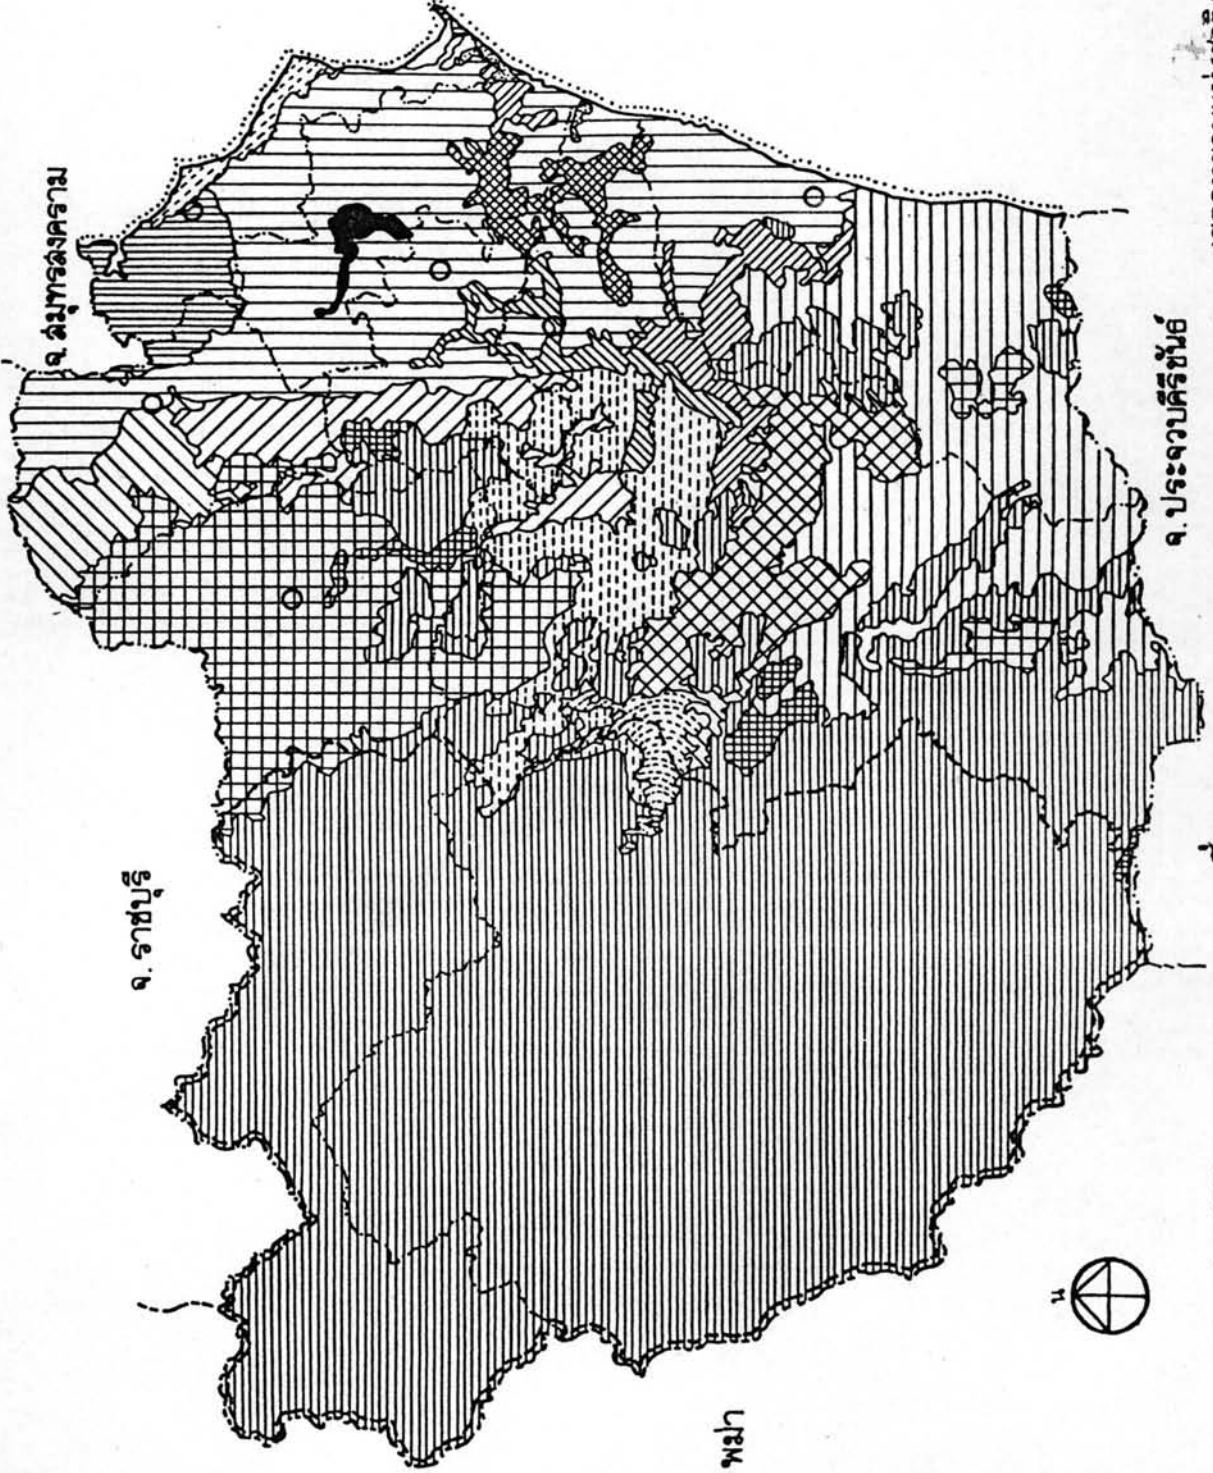 จ. สมุทรสงคราม
จ. ราชบุรี
จ. ประจวบคีรีขันธ์
พม่า
น